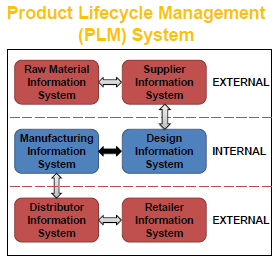 Product Lifecycle Management
(PLM) System
Raw Material
Information
System
Supplier
Information
System
EXTERNAL
Manufacturing
Information
System
Design
Information
System
INTERNAL
Distributor
Information
System
Retailer
Information
System
EXTERNAL